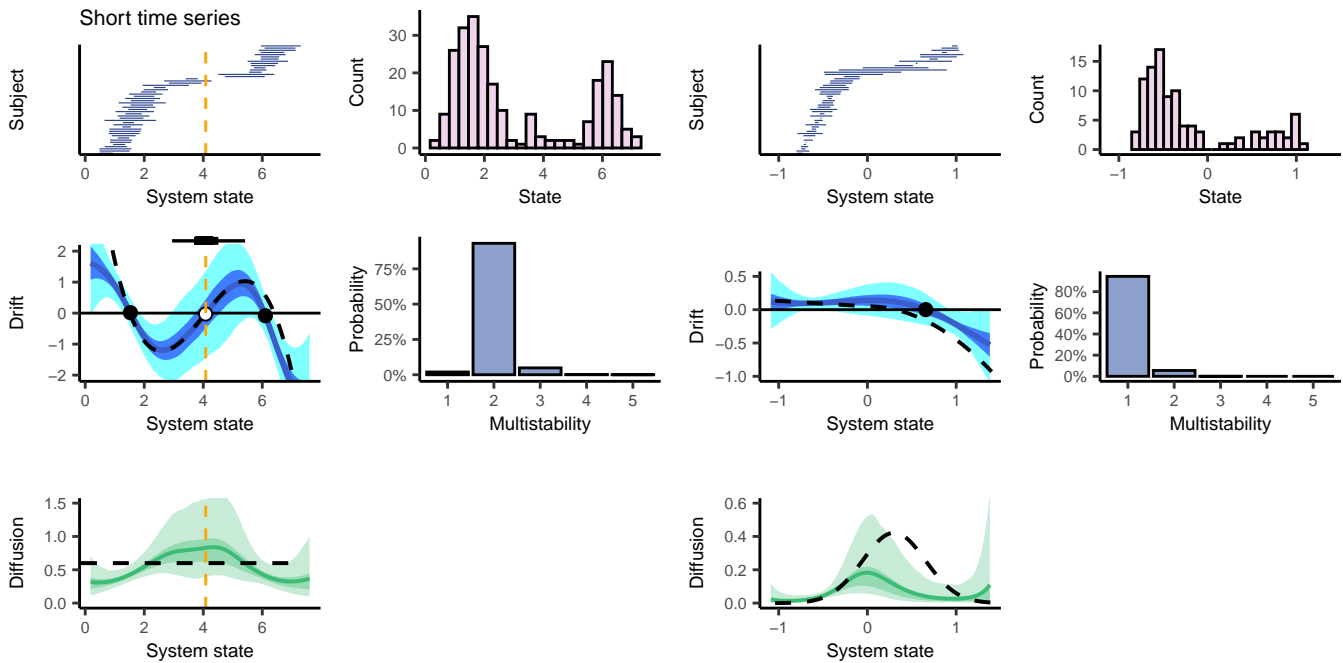 Short time series
Subject
0 2 4 6
System state
Count
0 10 20 30
0 2 4 6
State
Subject
−1 0 1
System state
Count
0 5 10 15
−1 0 1
State
Drift
−2 −1 0 1 2
0 2 4 6
System state
Probability
0% 25% 50% 75%
1 2 3 4 5
Multistability
Drift
−1.0 −0.5 0.0 0.5
−1 0 1
System state
Probability
0% 20% 40% 60% 80%
1 2 3 4 5
Multistability
Diffusion
0.0 0.5 1.0 1.5
0 2 4 6
System state
Diffusion
0.0 0.2 0.4 0.6
−1 0 1
System state